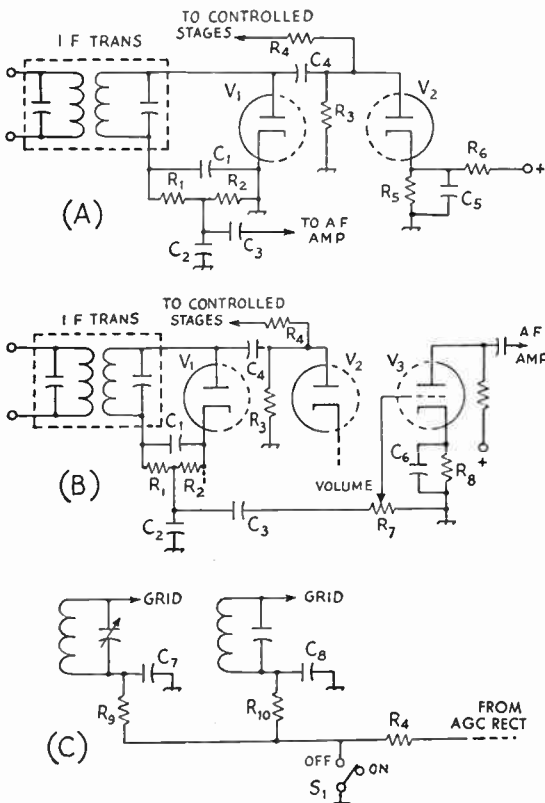 TO CONTROLLED
STAGES
R4
I F TRANS
C4
V1
V2
R3
R6
+
C1
R1
R2
R5
C5
(A)
C2
C3
TO AF
AMP
TO CONTROLLED
STAGES
I F TRANS
R4
A F
AMP
V1
C4
V2
V3
R3
C1
+
(B)
R1
R2
C6
R8
VOLUME
C2
C3
R7
GRID
GRID
C7
C8
R9
R10
R4
FROM
AGC RECT
(C)
OFF
ON
S1